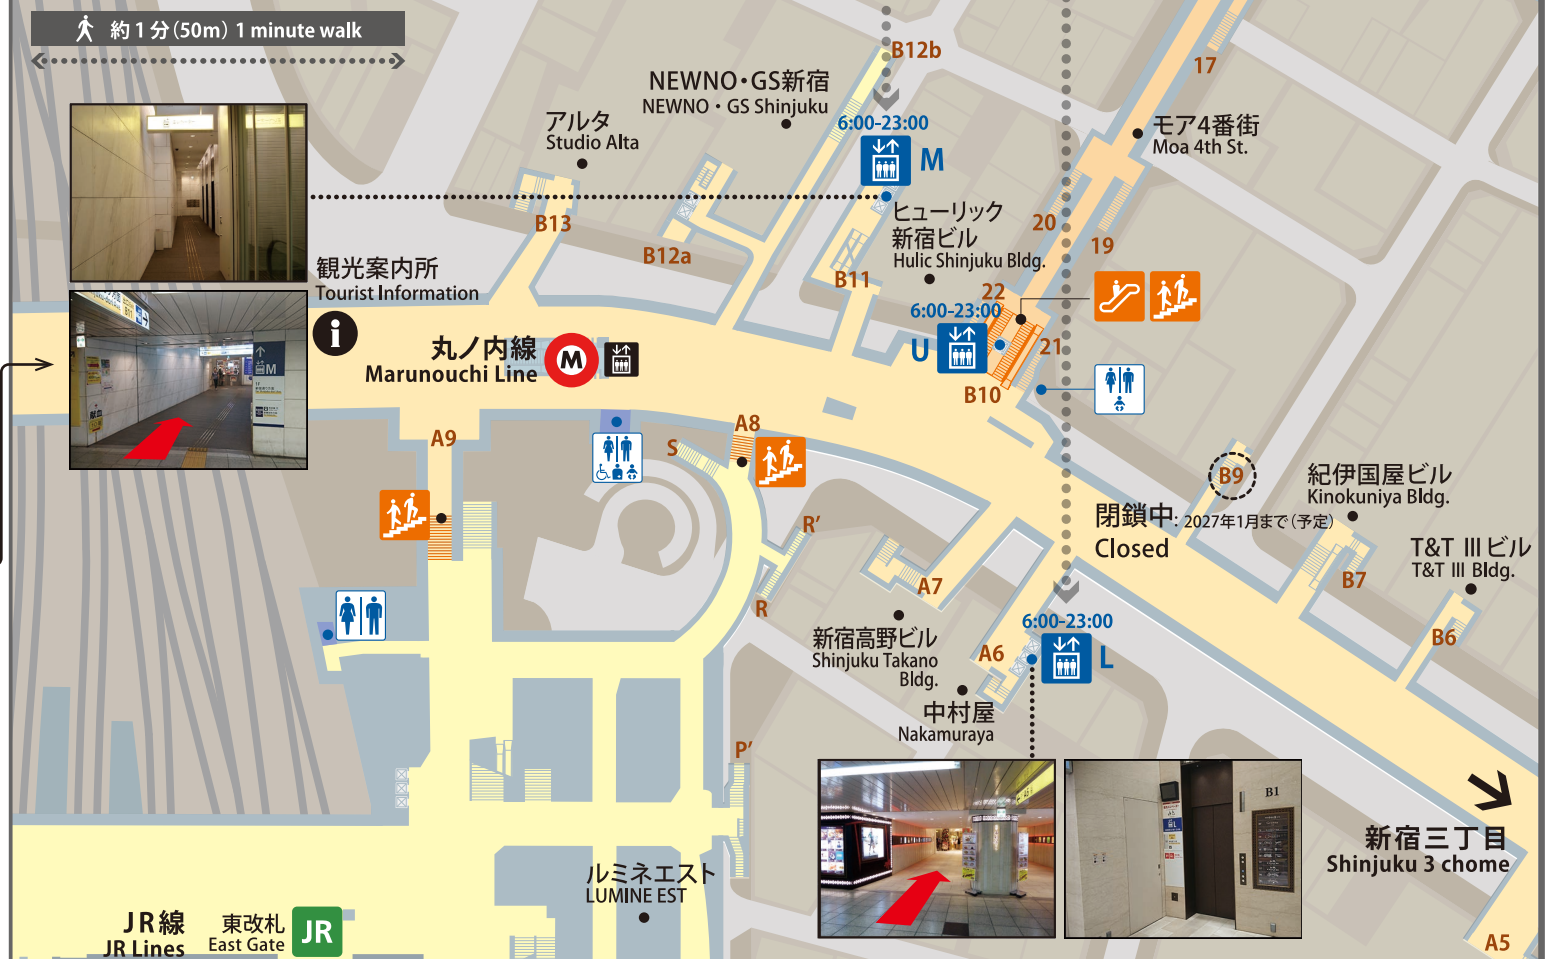 約1分(50m) 1 minute walk
B12b
17
NEWNO・GS新宿
NEWNO・GS Shinjuku
アルタ
Studio Alta
6:00-23:00
M
モア4番街
Moa 4th St.
ヒューリック
新宿ビル
Hulic Shinjuku Bldg.
20
19
B13
B12a
B11
観光案内所
Tourist Information
i
22
6:00-23:00
U
21
B10
丸ノ内線
Marunouchi Line
M
M
A9
S
A8
B9
紀伊国屋ビル
Kinokuniya Bldg.
閉鎖中: 2027年1月まで(予定)
Closed
R'
T&T IIIビル
T&T III Bldg.
B7
A7
R
6:00-23:00
L
B6
新宿高野ビル
Shinjuku Takano
Bldg.
A6
中村屋
Nakamuraya
P'
B1
新宿三丁目
Shinjuku 3 chome
ルミネエスト
LUMINE EST
JR線
JR Lines
東改札
East Gate
JR
A5